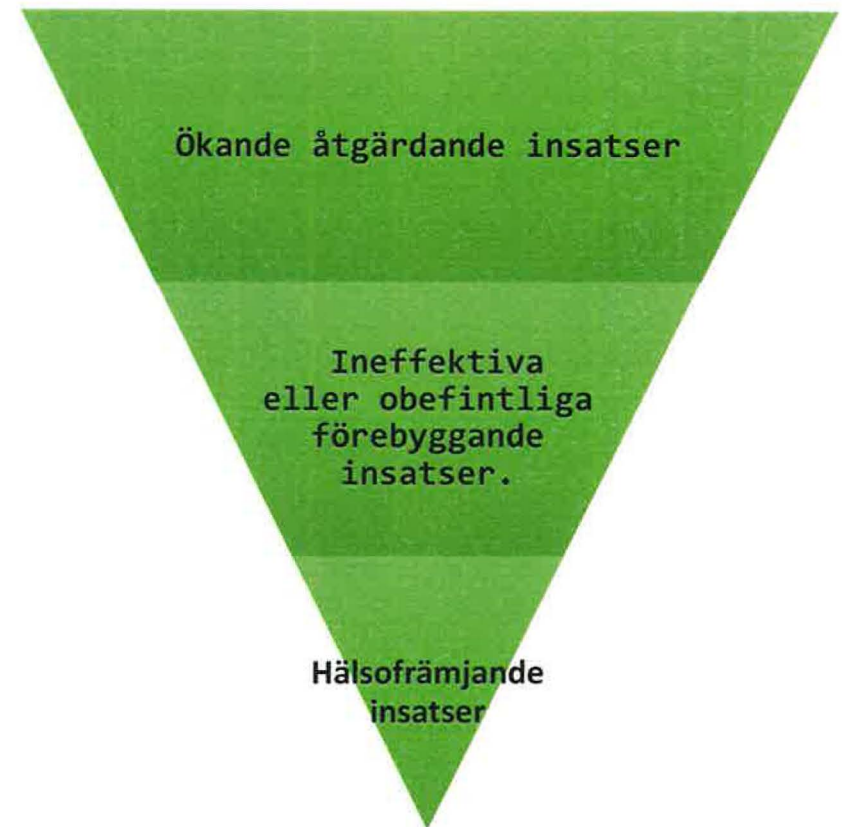 Ökande åtgärdande insatser
Ineffektiva
eller obefintliga
förebyggande
insatser.
Hälsofrämjande
insatser